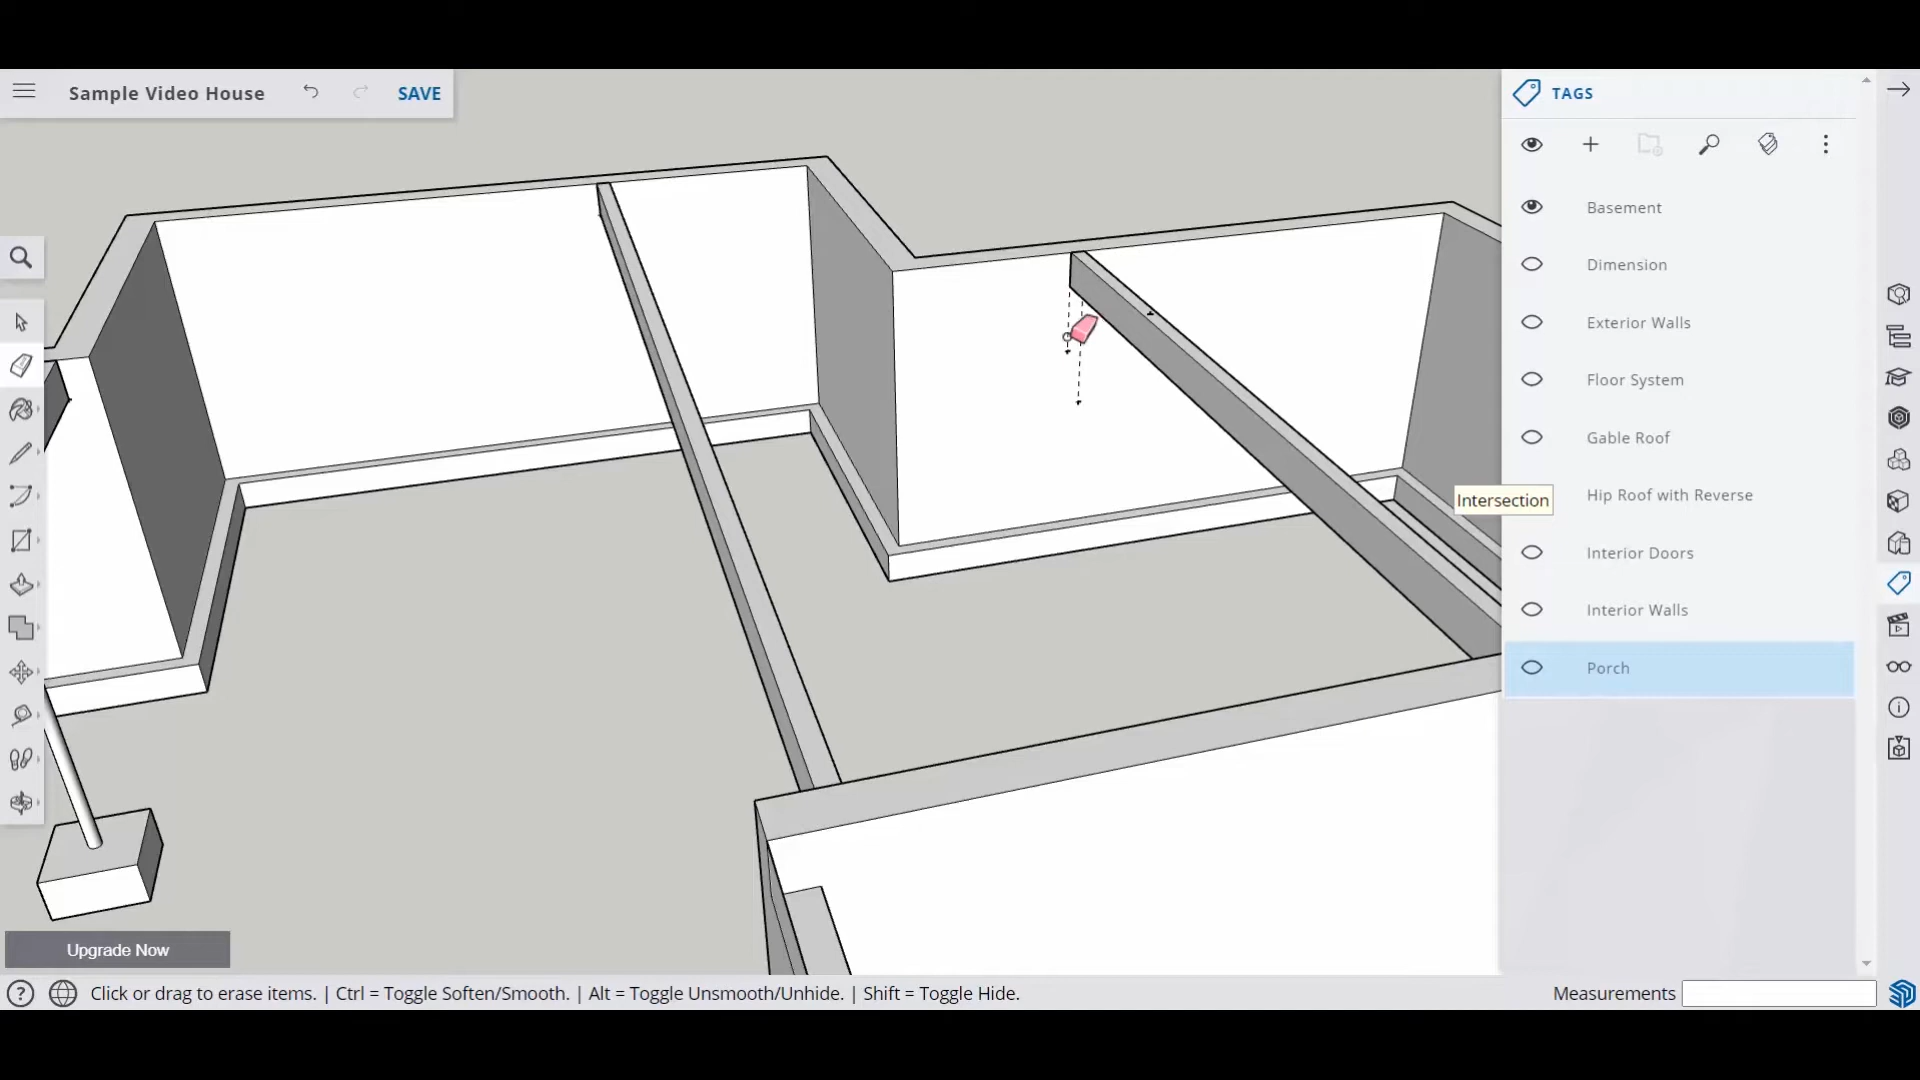 Sample Video House
SAVE
TAGS
Basement
Dimension
Exterior Walls
Floor System
Gable Roof
Intersection
Hip Roof with Reverse
Interior Doors
Interior Walls
Porch
Upgrade Now
Click or drag to erase items. | Ctrl = Toggle Soften/Smooth. | Alt = Toggle Unsmooth/Unhide. | Shift = Toggle Hide.
Measurements